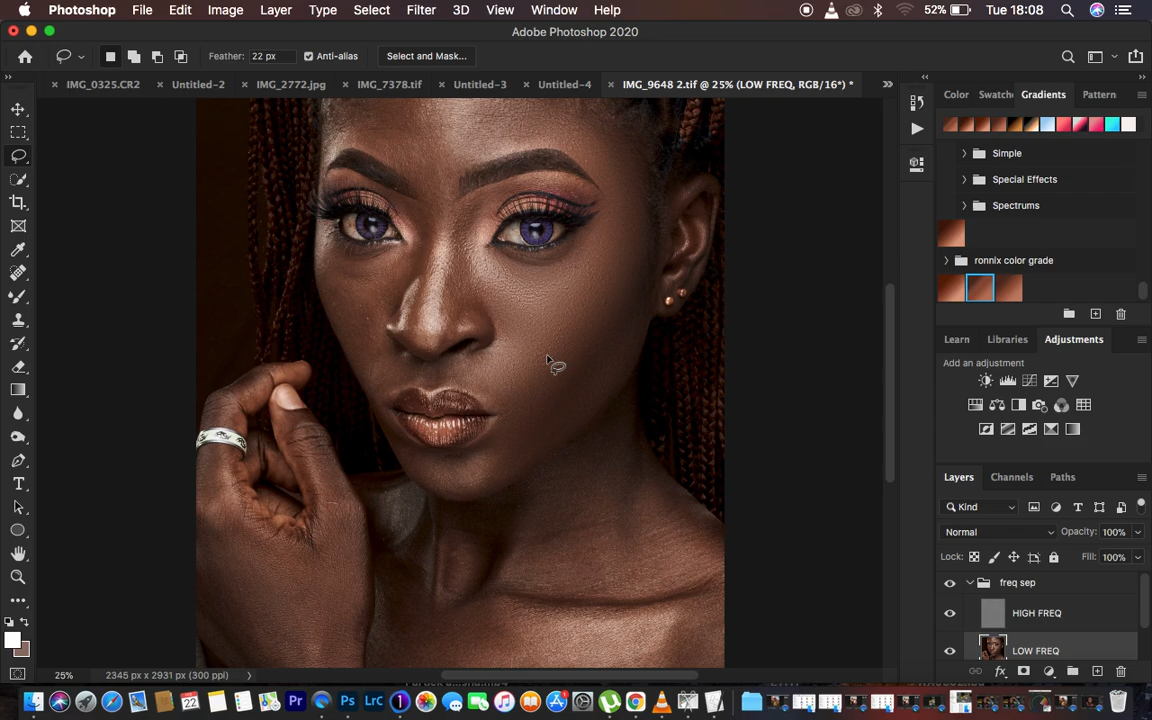 Photoshop File Edit Image Layer Type Select Filter 3D View Window Help 52% Tue 18:08
Adobe Photoshop 2020
Feather: 22 px Anti-alias Select and Mask...
IMG_0325.CR2 Untitled-2 IMG_2772.jpg IMG_7378.tif Untitled-3 Untitled-4 IMG_9648 2.tif @ 25% (LOW FREQ, RGB/16*) *
Color Swatche Gradients Pattern
Simple
Special Effects
Spectrums
ronnix color grade
Learn Libraries Adjustments
Add an adjustment
Layers Channels Paths
Kind
Normal Opacity: 100%
Lock: Fill: 100%
freq sep
HIGH FREQ
LOW FREQ
25% 2345 px x 2931 px (300 ppi)
22 Pr Ps LrC